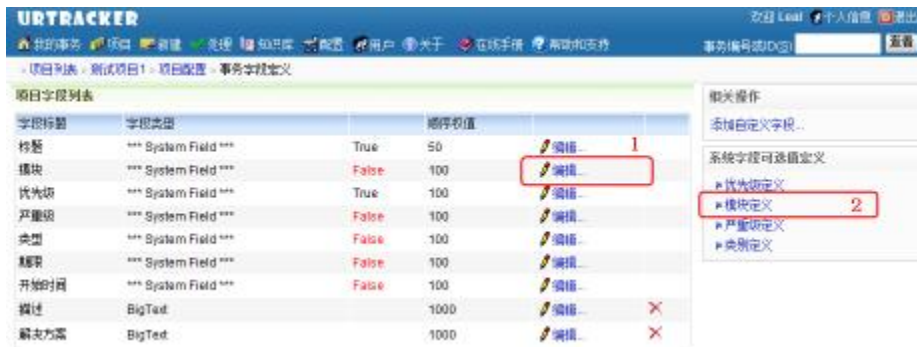 URTRACKER
欢迎 Leal 个人信息 退出
我的事务 项目 新建 处理 知识库 配置 用户 关于 在线手册 帮助和支持 事务编号或ID(S) 查看
项目列表 测试项目1 项目配置 事务字段定义
项目字段列表
字段标题 字段类型 顺序权值
标题 *** System Field *** True 50 编辑... 1
模块 *** System Field *** False 100 编辑...
优先级 *** System Field *** True 100 编辑...
严重级 *** System Field *** False 100 编辑...
类型 *** System Field *** False 100 编辑...
期限 *** System Field *** False 100 编辑...
开始时间 *** System Field *** False 100 编辑...
描述 BigText 1000 编辑...
解决方案 BigText 1000 编辑...
相关操作
添加自定义字段...
系统字段可选值定义
优先级定义
模块定义 2
严重级定义
类别定义